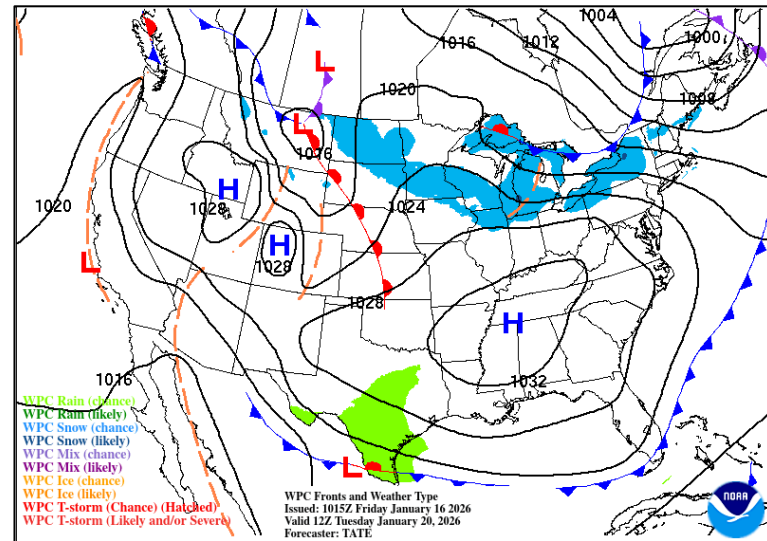 1004
1000
1016
1012
1008
1020
L
L
1016
H
1028
1020
1024
H
1028
L
1028
H
1032
1016
L
WPC Rain (chance)
WPC Rain (likely)
WPC Snow (chance)
WPC Snow (likely)
WPC Mix (chance)
WPC Mix (likely)
WPC Ice (chance)
WPC Ice (likely)
WPC T-storm (Chance) (Hatched)
WPC T-storm (Likely and/or Severe)
WPC Fronts and Weather Type
Issued: 1015Z Friday January 16 2026
Valid 12Z Tuesday January 20, 2026
Forecaster: TATE
NOAA